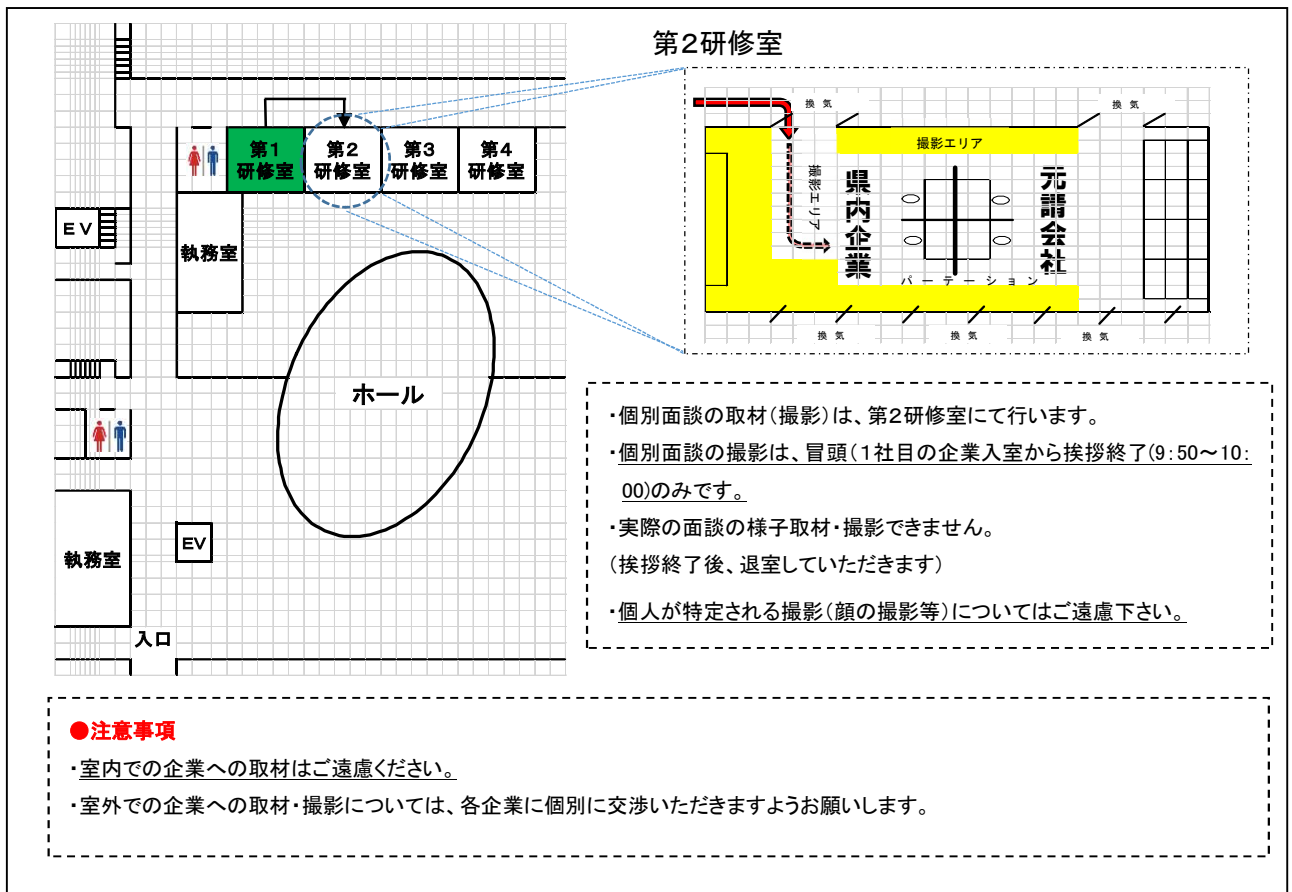 第２研修室
換 気
換 気
撮影エリア
撮影エリア
県内企業
元請会社
パ ー テ ー シ ョ ン
換 気
換 気
換 気
第１
研修室
第２
研修室
第３
研修室
第４
研修室
ＥＶ
執務室
ホール
執務室
EV
入口
・個別面談の取材（撮影）は、第２研修室にて行います。
・個別面談の撮影は、冒頭（１社目の企業入室から挨拶終了(9:50～10:
00)のみです。
・実際の面談の様子取材・撮影できません。
（挨拶終了後、退室していただきます）
・個人が特定される撮影（顔の撮影等）についてはご遠慮下さい。
●注意事項
・室内での企業への取材はご遠慮ください。
・室外での企業への取材・撮影については、各企業に個別に交渉いただきますようお願いします。